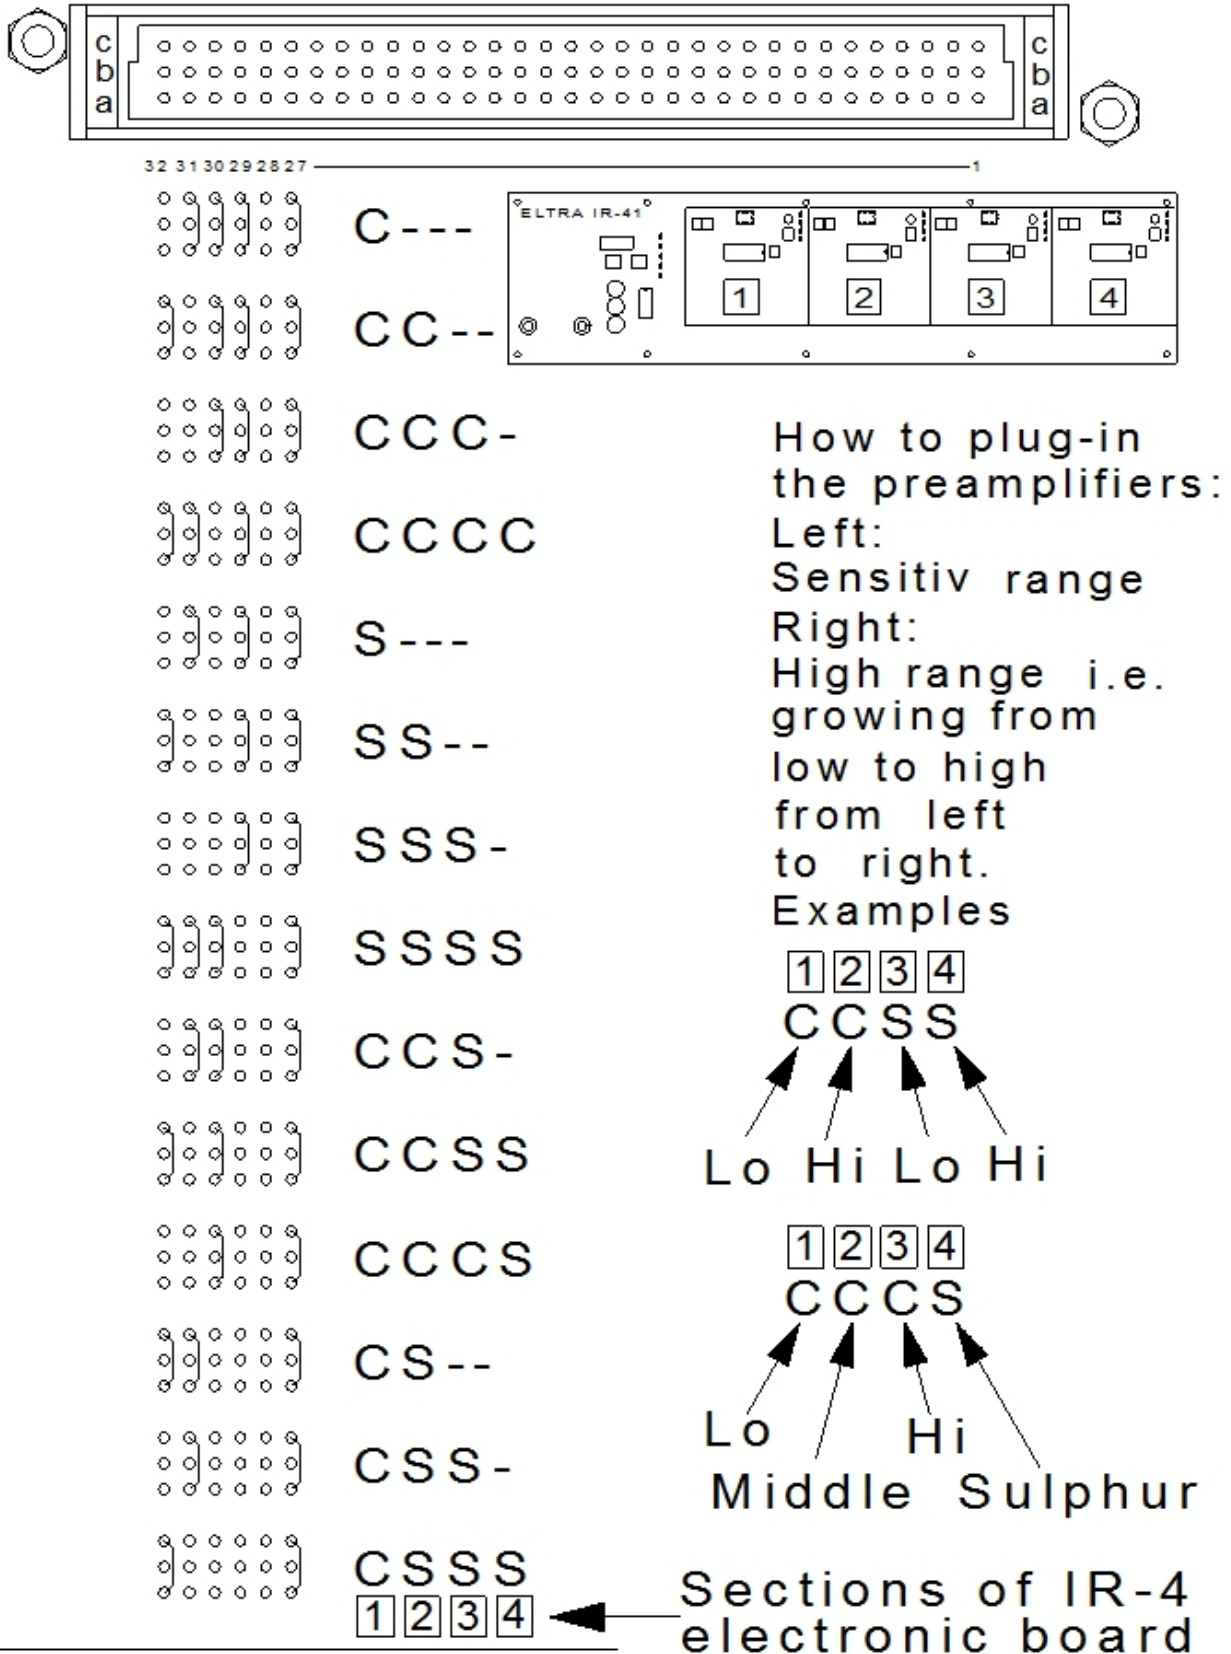 c c
b b
a a
32 31 30 29 28 27 1
C---
ELTRA IR-41
1 2 3 4
CC--
CCC-
CCCC
S---
SS--
SSS-
SSSS
CCS-
CCSS
CCCS
CS--
CSS-
CSSS
1 2 3 4
How to plug-in
the preamplifiers:
Left:
Sensitiv range
Right:
High range i.e.
growing from
low to high
from left
to right.
Examples
1 2 3 4
C C S S
Lo Hi Lo Hi
1 2 3 4
C C C S
Lo Hi
Middle Sulphur
Sections of IR-4
electronic board